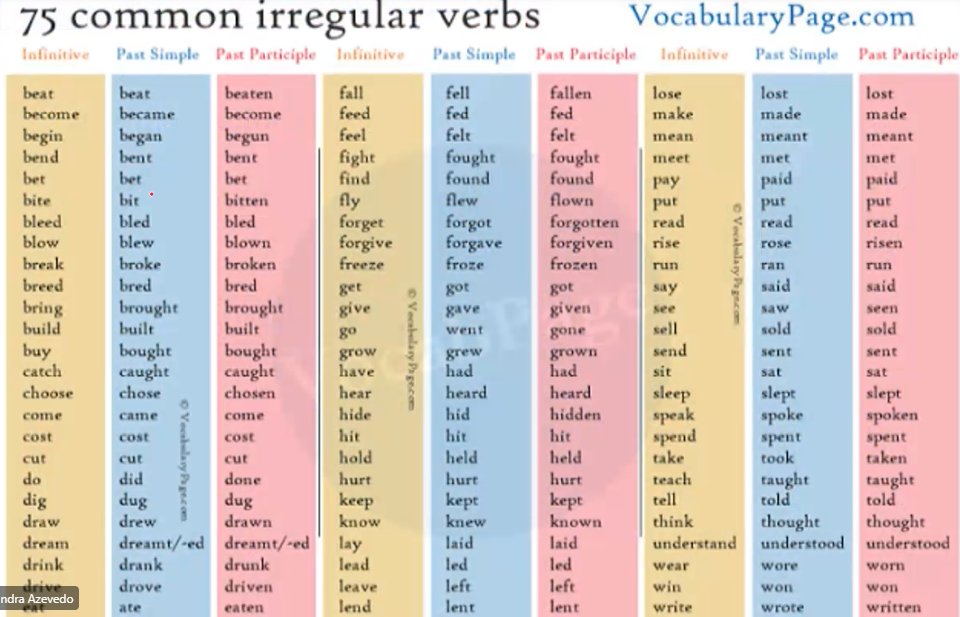 75 common irregular verbs VocabularyPage.com
Infinitive Past Simple Past Participle Infinitive Past Simple Past Participle Infinitive Past Simple Past Participle
beat beat beaten fall fell fallen lose lost lost
become became become feed fed fed make made made
begin began begun feel felt felt mean meant meant
bend bent bent fight fought fought meet met met
bet bet bet find found found pay paid paid
bite bit bitten fly flew flown put put put
bleed bled bled forget forgot forgotten read read read
blow blew blown forgive forgave forgiven rise rose risen
break broke broken freeze froze frozen run ran run
breed bred bred get got got say said said
bring brought brought give gave given see saw seen
build built built go went gone sell sold sold
buy bought bought grow grew grown send sent sent
catch caught caught have had had sit sat sat
choose chose chosen hear heard heard sleep slept slept
come came come hide hid hidden speak spoke spoken
cost cost cost hit hit hit spend spent spent
cut cut cut hold held held take took taken
do did done hurt hurt hurt teach taught taught
dig dug dug keep kept kept tell told told
draw drew drawn know knew known think thought thought
dream dreamt/-ed dreamt/-ed lay laid laid understand understood understood
drink drank drunk lead led led wear wore worn
drive drove driven leave left left win won won
eat ate eaten lend lent lent write wrote written
© VocabularyPage.com
© VocabularyPage.com
© VocabularyPage.com
ndra Azevedo